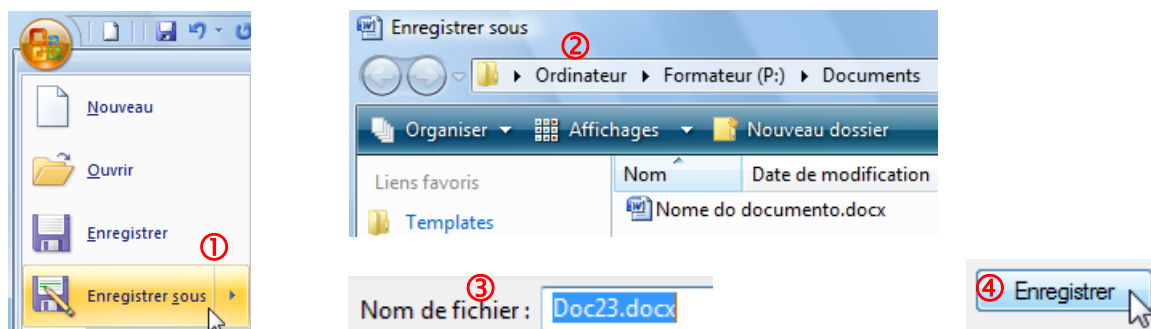 Nouveau
Ouvrir
Enregistrer
①
Enregistrer sous
Enregistrer sous
②
Ordinateur Formateur (P:) Documents
Organiser Affichages Nouveau dossier
Liens favoris
Templates
Nom Date de modification
Nome do documento.docx
③
Nom de fichier : Doc23.docx
④ Enregistrer